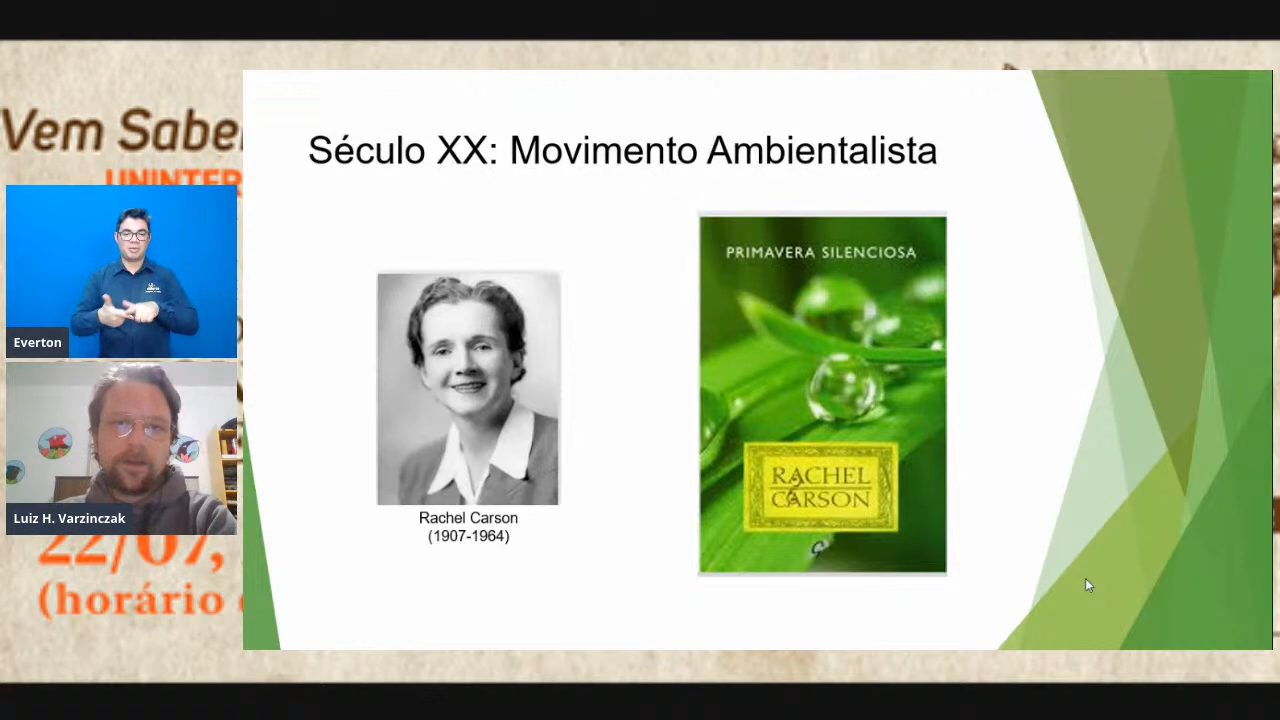 Vem Saber
UNINTER
Everton
Luiz H. Varzinczak
22/07,
(horário
Século XX: Movimento Ambientalista
Rachel Carson
(1907-1964)
PRIMAVERA SILENCIOSA
RACHEL
CARSON